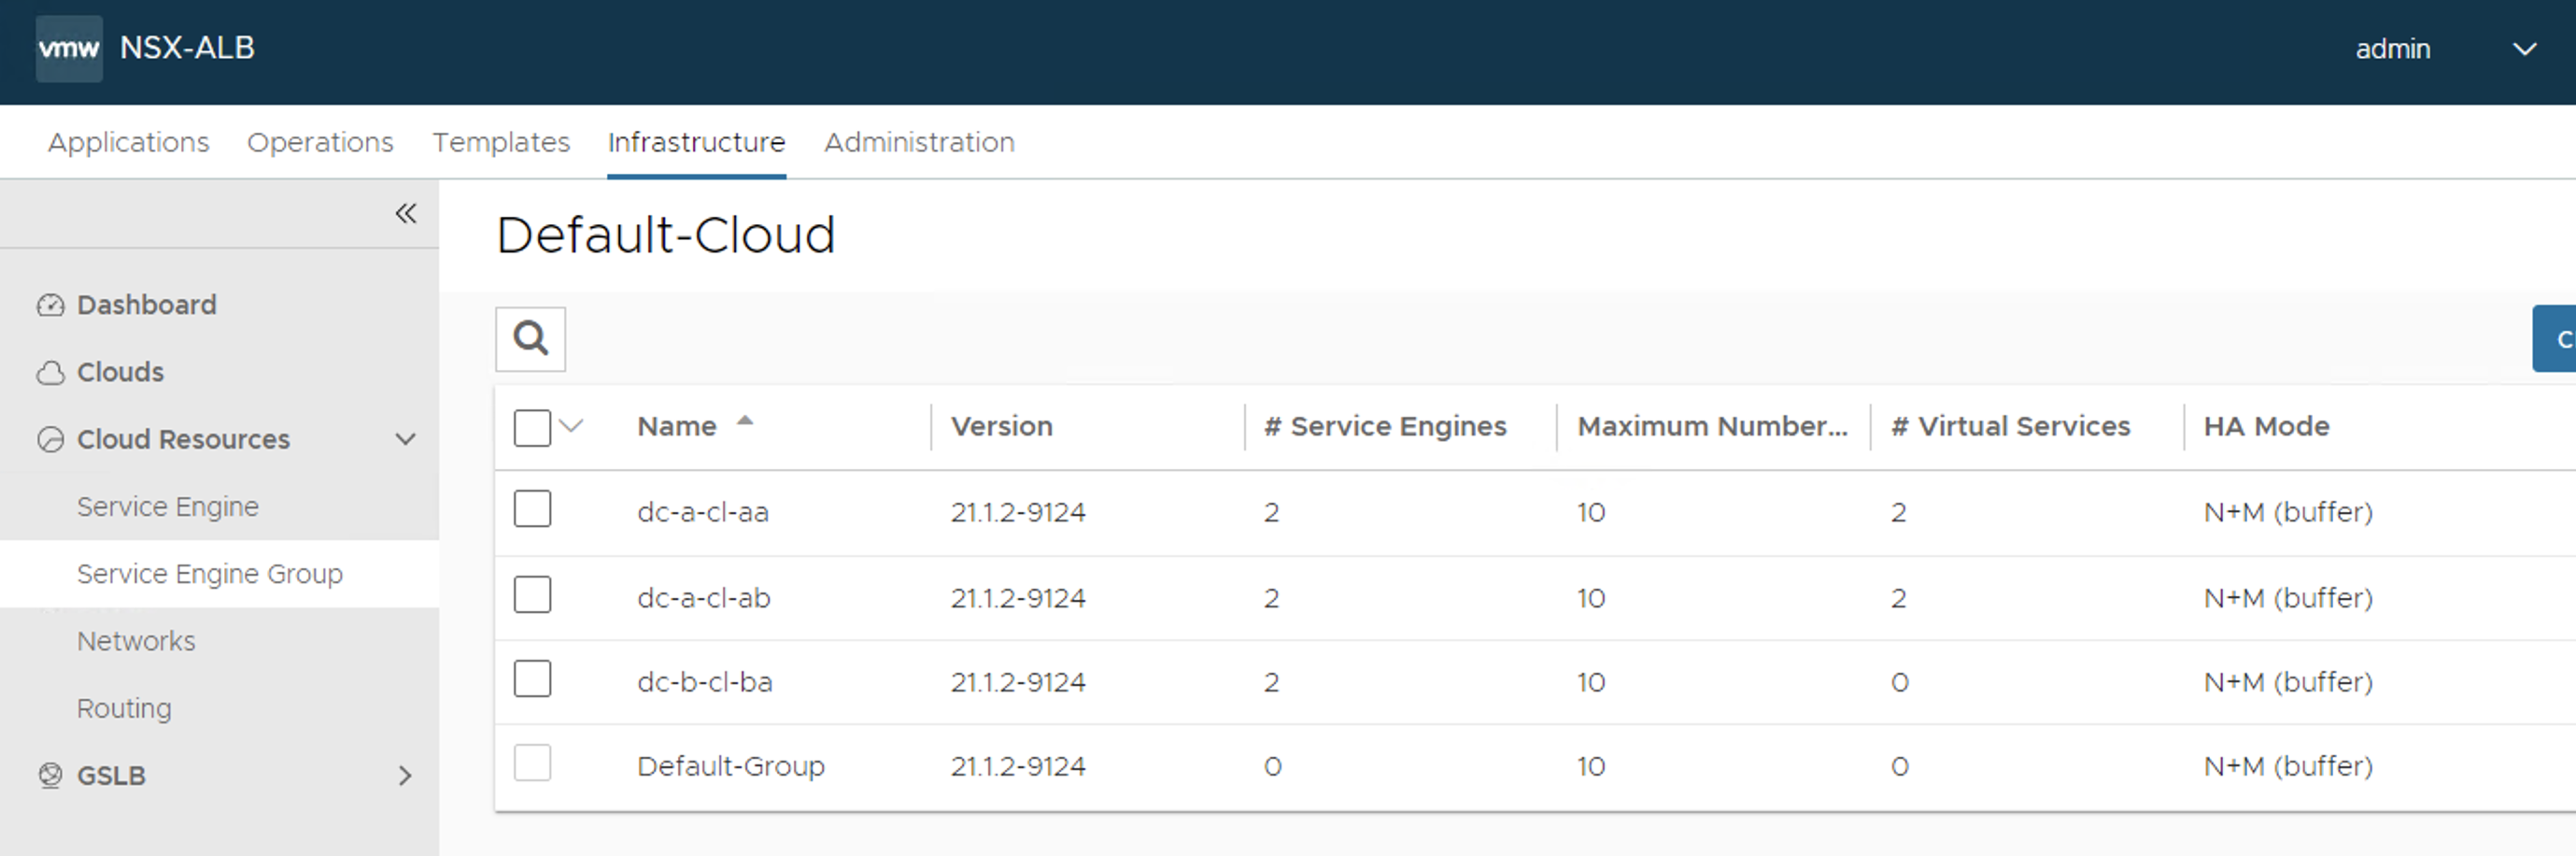 vmw NSX-ALB admin
Applications Operations Templates Infrastructure Administration
Default-Cloud
Dashboard
Clouds
Cloud Resources
Service Engine
Service Engine Group
Networks
Routing
GSLB
C
Name Version # Service Engines Maximum Number... # Virtual Services HA Mode
dc-a-cl-aa 21.1.2-9124 2 10 2 N+M (buffer)
dc-a-cl-ab 21.1.2-9124 2 10 2 N+M (buffer)
dc-b-cl-ba 21.1.2-9124 2 10 0 N+M (buffer)
Default-Group 21.1.2-9124 0 10 0 N+M (buffer)